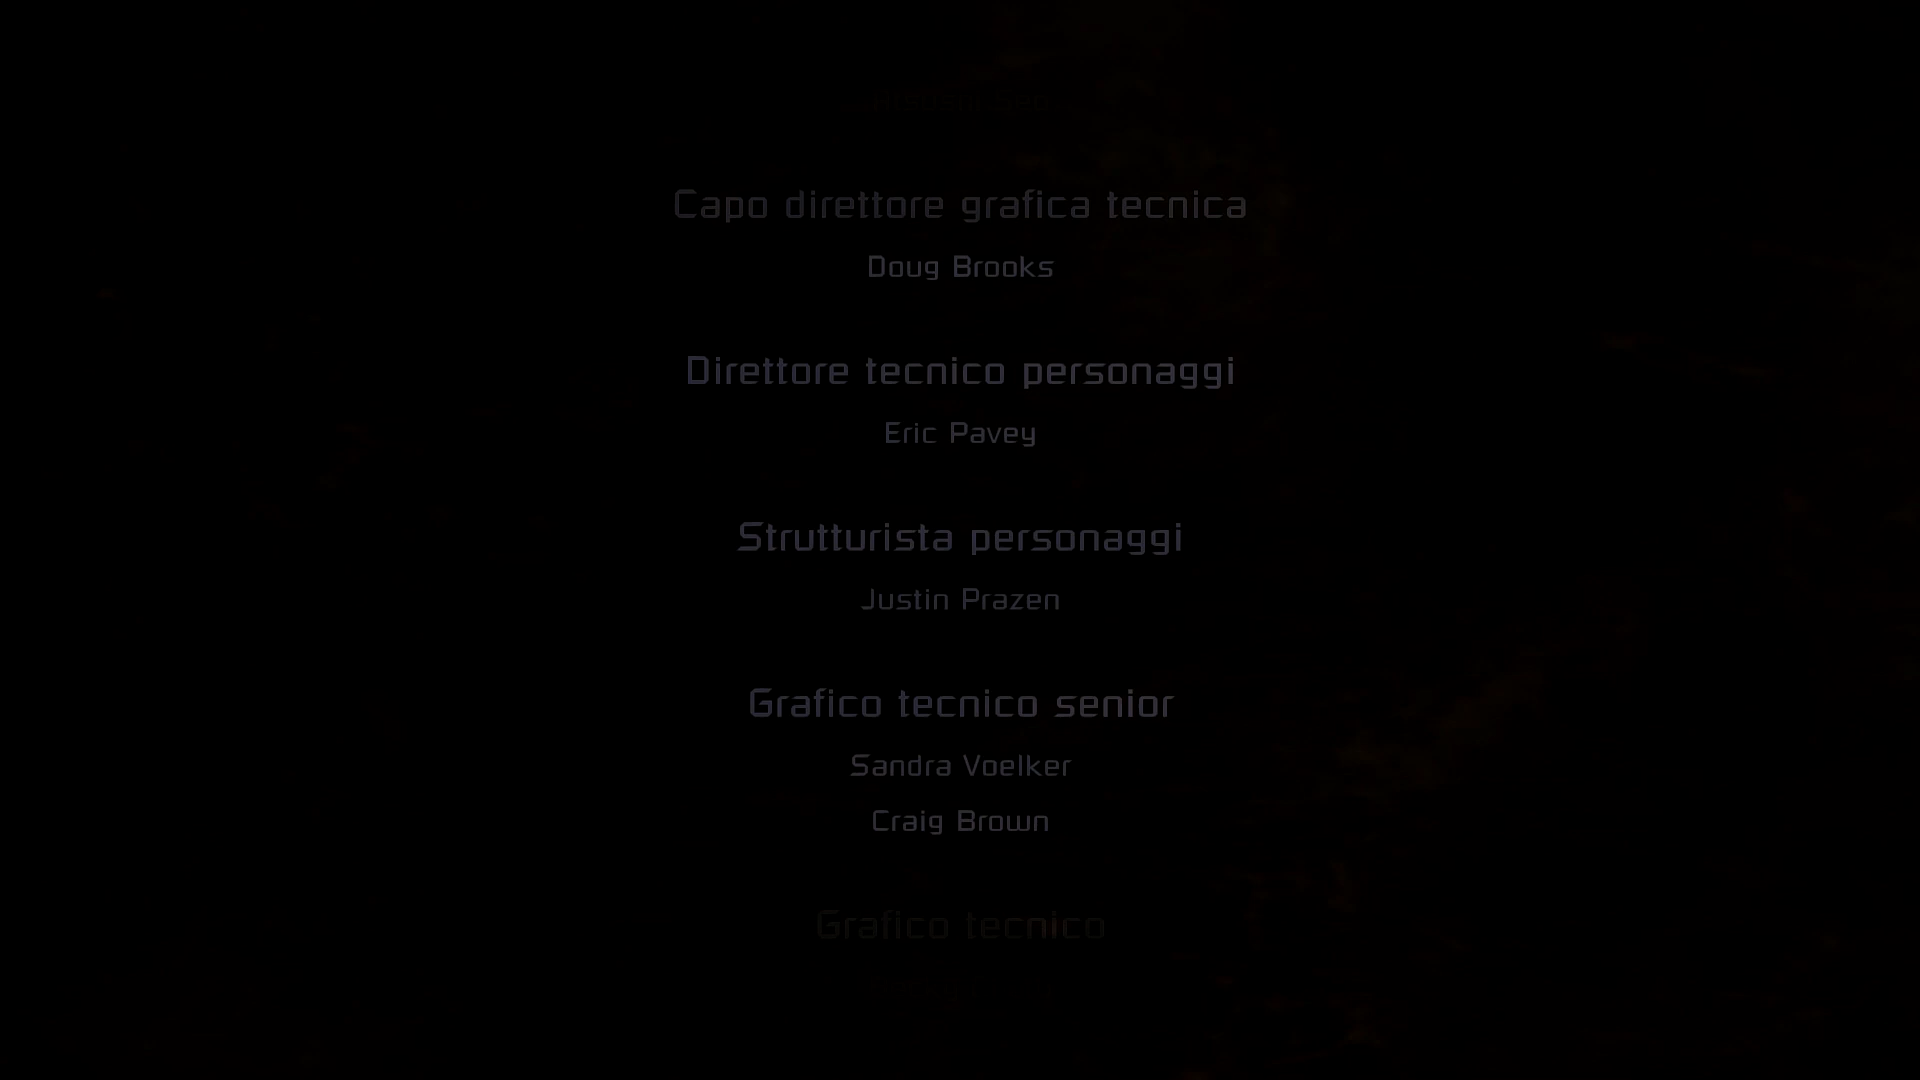 Capo direttore grafica tecnica
Doug Brooks
Direttore tecnico personaggi
Eric Pavey
Strutturista personaggi
Justin Prazen
Grafico tecnico senior
Sandra Voelker
Craig Brown
Grafico tecnico